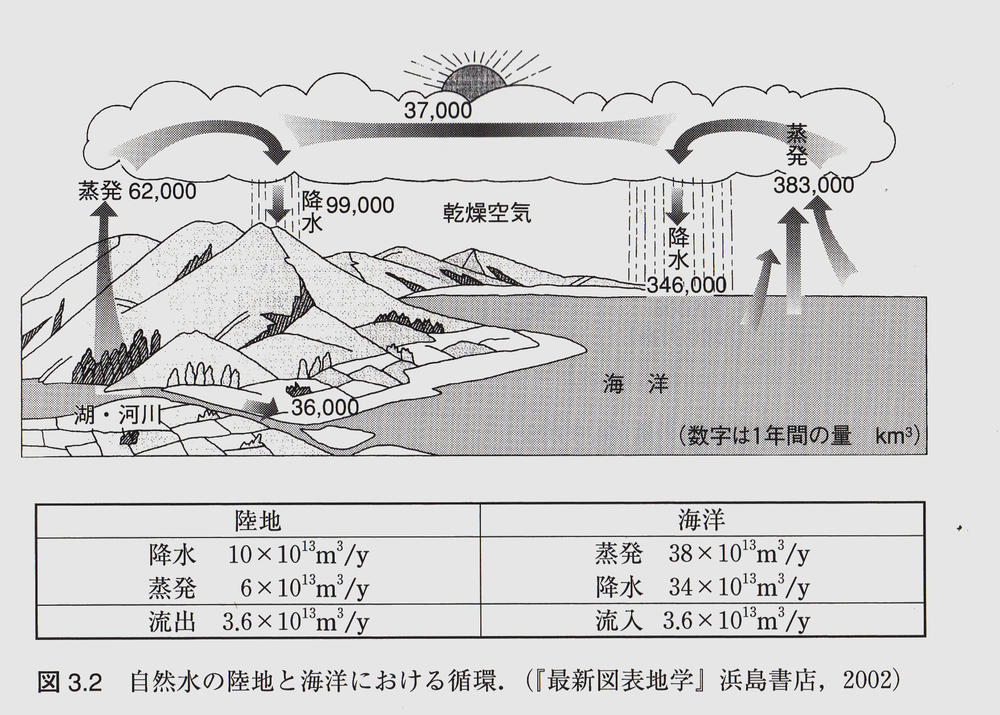 37,000
蒸発
蒸発 62,000
383,000
降水 99,000
乾燥空気
降水
346,000
海 洋
36,000
湖・河川
(数字は1年間の量 km³)
陸地 海洋
降水 10×10¹³m³/y 蒸発 38×10¹³m³/y
蒸発 6×10¹³m³/y 降水 34×10¹³m³/y
流出 3.6×10¹³m³/y 流入 3.6×10¹³m³/y
図 3.2 自然水の陸地と海洋における循環.(『最新図表地学』浜島書店, 2002)